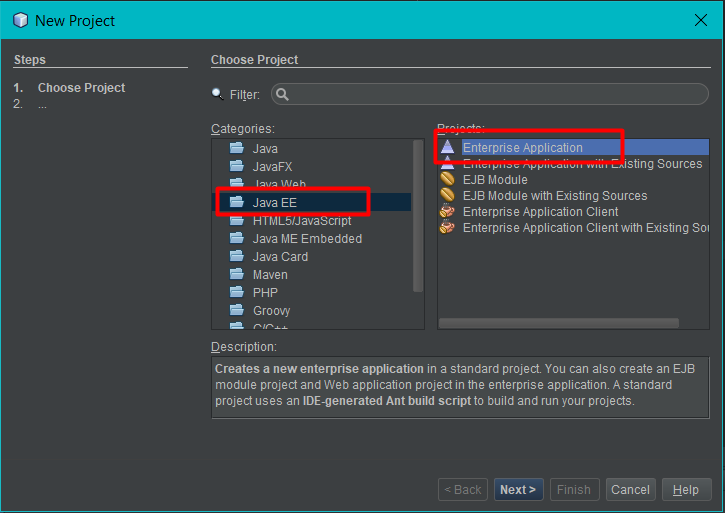 New Project
Steps
1. Choose Project
2. ...
Choose Project
Filter:
Categories:
Java
JavaFX
Java Web
Java EE
HTML5/JavaScript
Java ME Embedded
Java Card
Maven
PHP
Groovy
C/C++
Projects:
Enterprise Application
Enterprise Application with Existing Sources
EJB Module
EJB Module with Existing Sources
Enterprise Application Client
Enterprise Application Client with Existing Sou
Description:
Creates a new enterprise application in a standard project. You can also create an EJB
module project and Web application project in the enterprise application. A standard
project uses an IDE-generated Ant build script to build and run your projects.
< Back Next > Finish Cancel Help